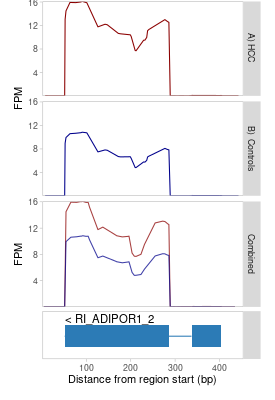 16
12
8
4
A) HCC
FPM
16
12
8
4
B) Controls
16
12
8
4
FPM
Combined
< RI_ADIPOR1_2
100 200 300 400
Distance from region start (bp)